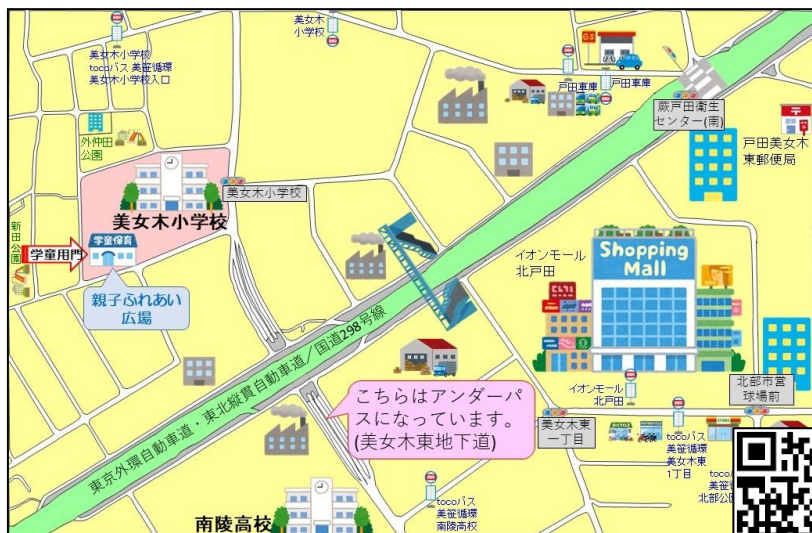 美女木小学校
tocoバス 美笹循環
美女木小学校入口
美女木
小学校
GS
戸田車庫
戸田車庫
蕨戸田衛生
センター(南)
戸田美女木
東郵便局
外仲田
公園
美女木小学校
美女木小学校
新田公園
学童用門
学童保育
親子ふれあい
広場
イオンモール
北戸田
Shopping
Mall
東京外環自動車道・東北縦貫自動車道/国道298号線
こちらはアンダーパ
スになっています。
(美女木東地下道)
イオンモール
北戸田
北部市営
球場前
美女木東
一丁目
BICYCLE
STORE
tocoバス
美笹循環
美女木東
1丁目
tocoバス
美笹循環
南陵高校
北部公
南陵高校